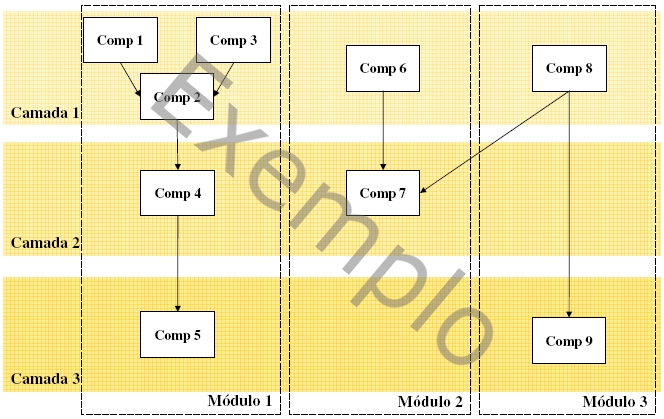 Comp 1
Comp 3
Comp 6
Comp 8
Comp 2
Camada 1
Comp 4
Comp 7
Camada 2
Exemplo
Comp 5
Comp 9
Camada 3
Módulo 1
Módulo 2
Módulo 3